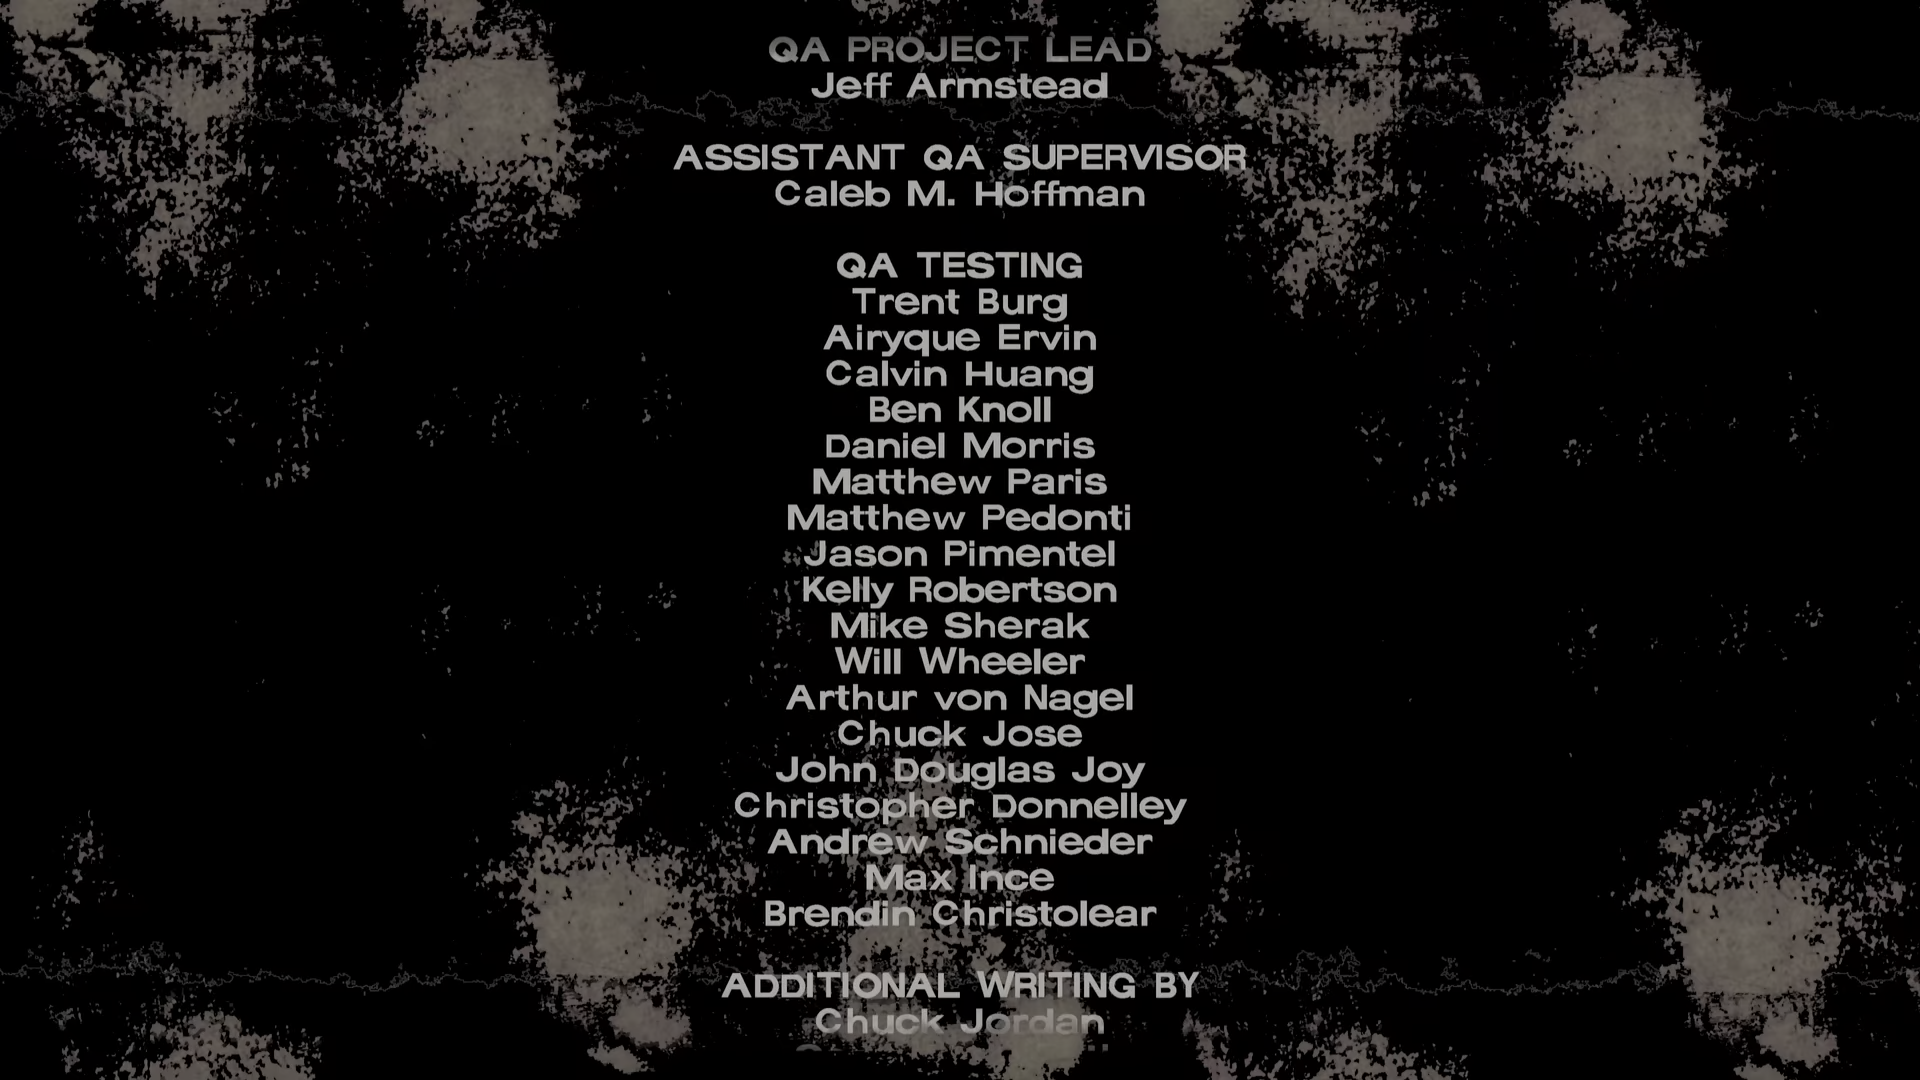 QA PROJECT LEAD
Jeff Armstead
ASSISTANT QA SUPERVISOR
Caleb M. Hoffman
QA TESTING
Trent Burg
Airyque Ervin
Calvin Huang
Ben Knoll
Daniel Morris
Matthew Paris
Matthew Pedonti
Jason Pimentel
Kelly Robertson
Mike Sherak
Will Wheeler
Arthur von Nagel
Chuck Jose
John Douglas Joy
Christopher Donnelley
Andrew Schnieder
Max Ince
Brendin Christolear
ADDITIONAL WRITING BY
Chuck Jordan